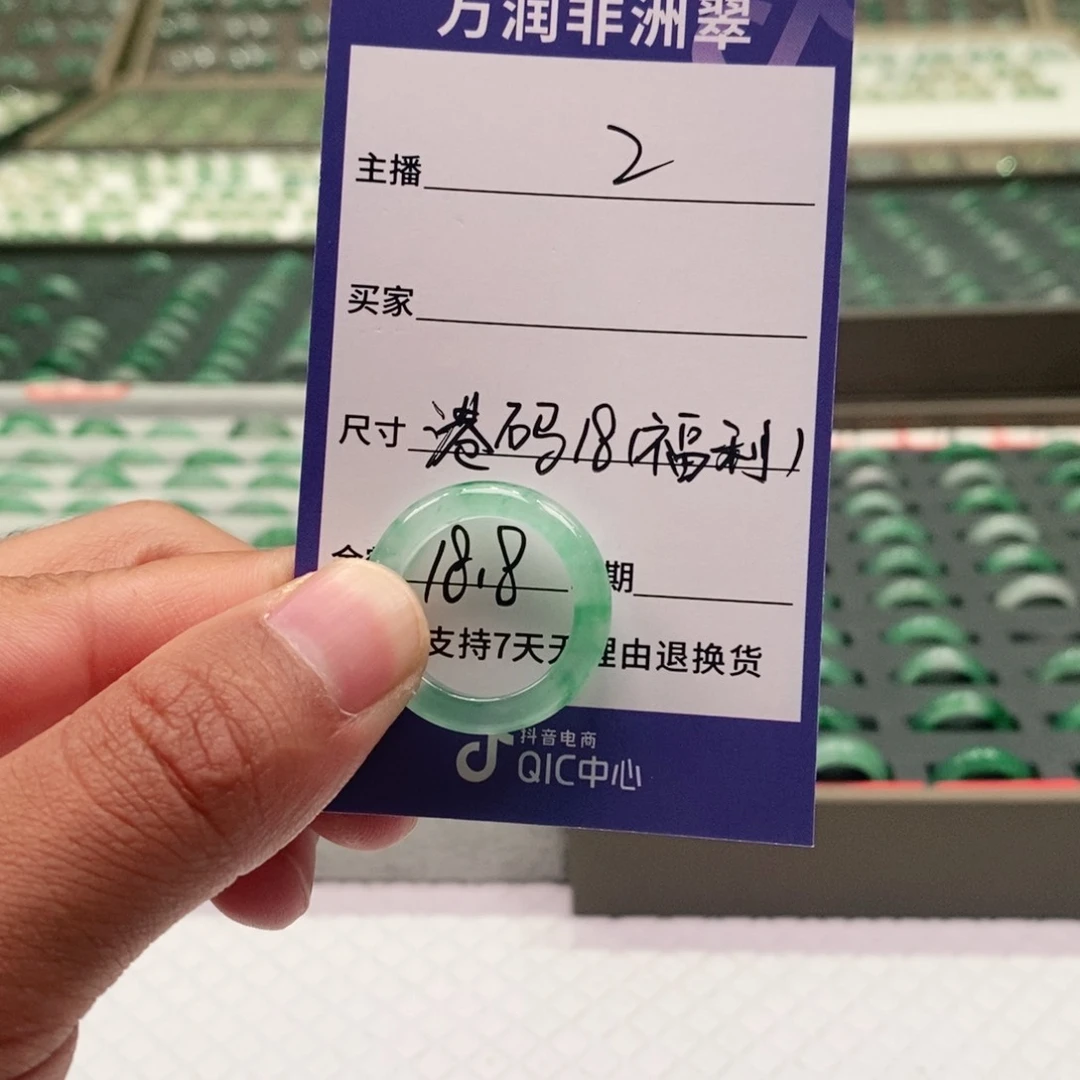 万润非洲翠
主播 2
买家
尺寸 港码18(福利)
18.8 期
支持7天无理由退换货
抖音电商
QIC中心